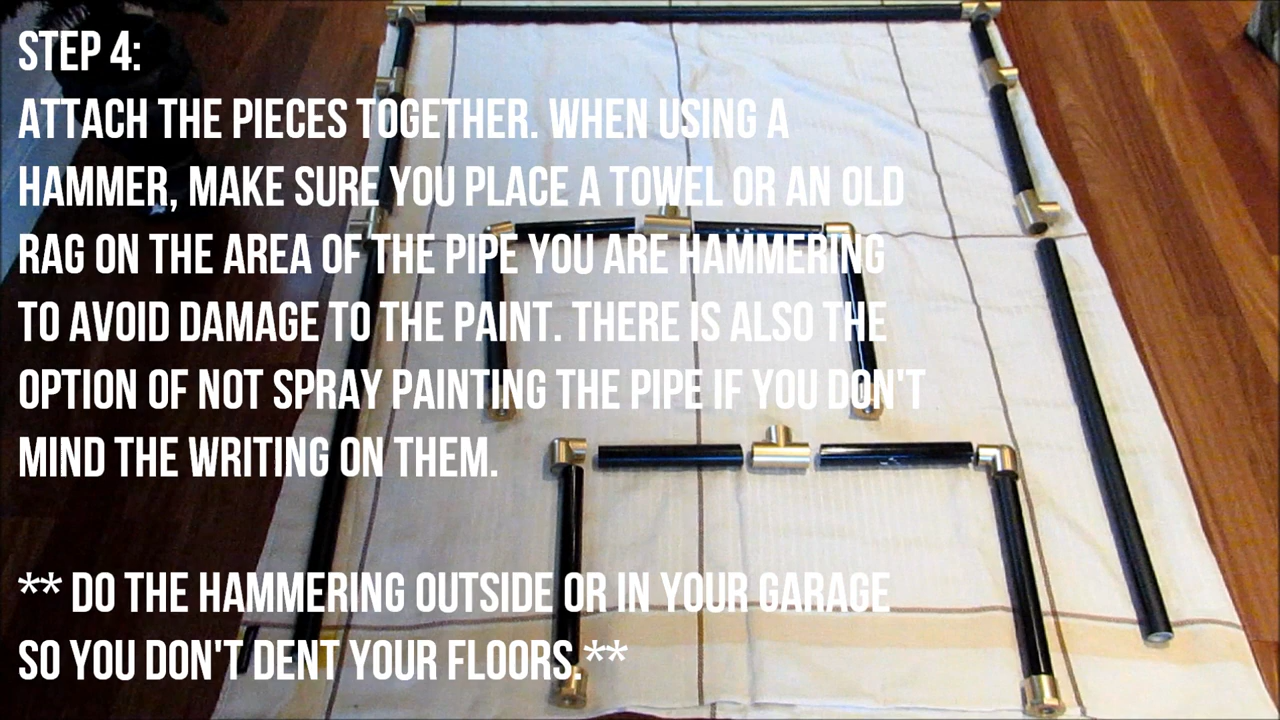 STEP 4:
ATTACH THE PIECES TOGETHER. WHEN USING A
HAMMER, MAKE SURE YOU PLACE A TOWEL OR AN OLD
RAG ON THE AREA OF THE PIPE YOU ARE HAMMERING
TO AVOID DAMAGE TO THE PAINT. THERE IS ALSO THE
OPTION OF NOT SPRAY PAINTING THE PIPE IF YOU DON'T
MIND THE WRITING ON THEM.
** DO THE HAMMERING OUTSIDE OR IN YOUR GARAGE
SO YOU DON'T DENT YOUR FLOORS.**